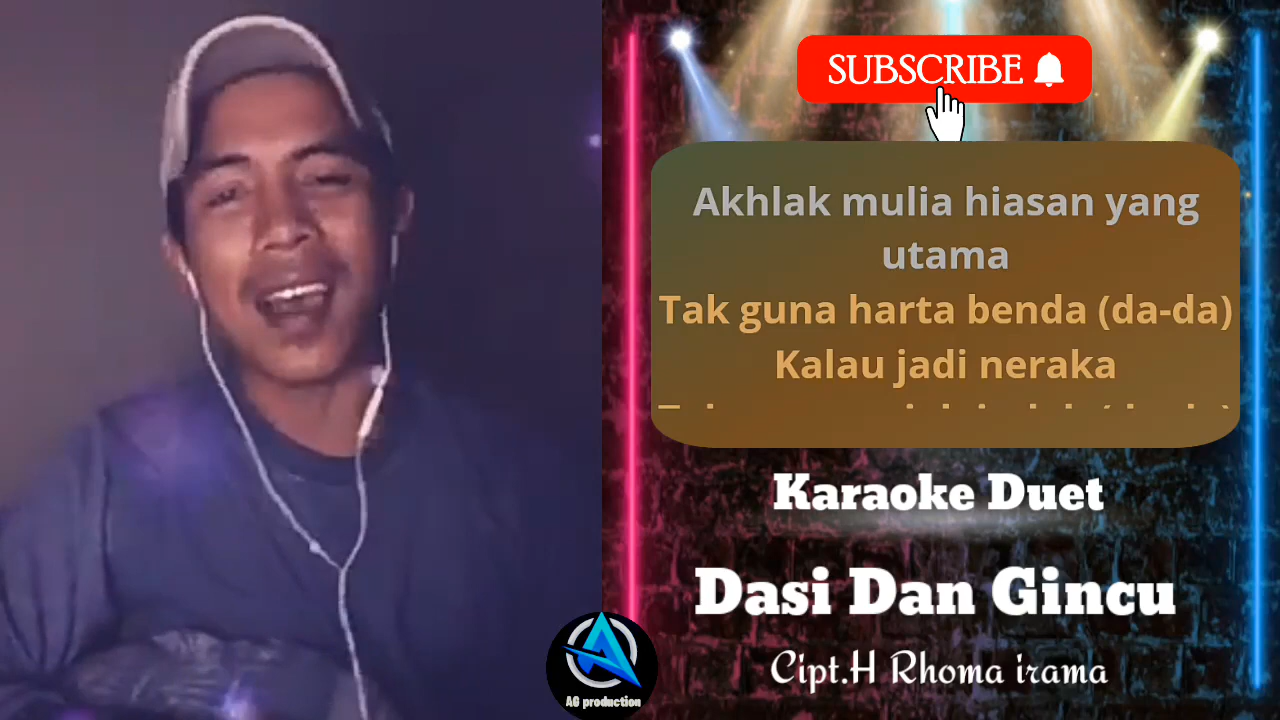 SUBSCRIBE
Akhlak mulia hiasan yang
utama
Tak guna harta benda (da-da)
Kalau jadi neraka
Karaoke Duet
Dasi Dan Gincu
Cipt.H Rhoma irama
AG production